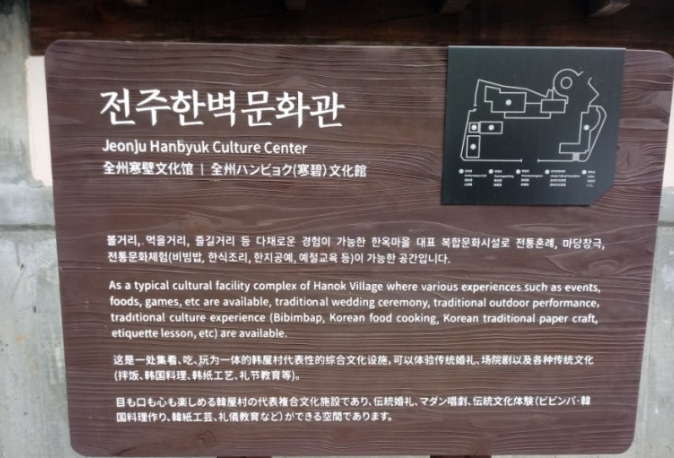 전주한벽문화관
Jeonju Hanbyuk Culture Center
全州寒壁文化馆 | 全州ハンビョク(寒碧)文化館
볼거리, 먹을거리, 즐길거리 등 다채로운 경험이 가능한 한옥마을 대표 복합문화시설로 전통혼례, 마당창극,
전통문화체험(비빔밥, 한식조리, 한지공예, 예절교육 등)이 가능한 공간입니다.
As a typical cultural facility complex of Hanok Village where various experiences such as events,
foods, games, etc are available, traditional wedding ceremony, traditional outdoor performance,
traditional culture experience (Bibimbap, Korean food cooking, Korean traditional paper craft,
etiquette lesson, etc) are available.
这是一处集看、吃、玩为一体的韩屋村代表性的综合文化设施，可以体验传统婚礼、场院剧以及各种传统文化
(拌饭、韩国料理、韩纸工艺、礼节教育等)。
目も口も心も楽しめる韓屋村の代表複合文化施設であり、伝統婚礼、マダン唱劇、伝統文化体験(ビビンバ・韓
国料理作り、韓紙工芸、礼儀教育など)ができる空間であります。